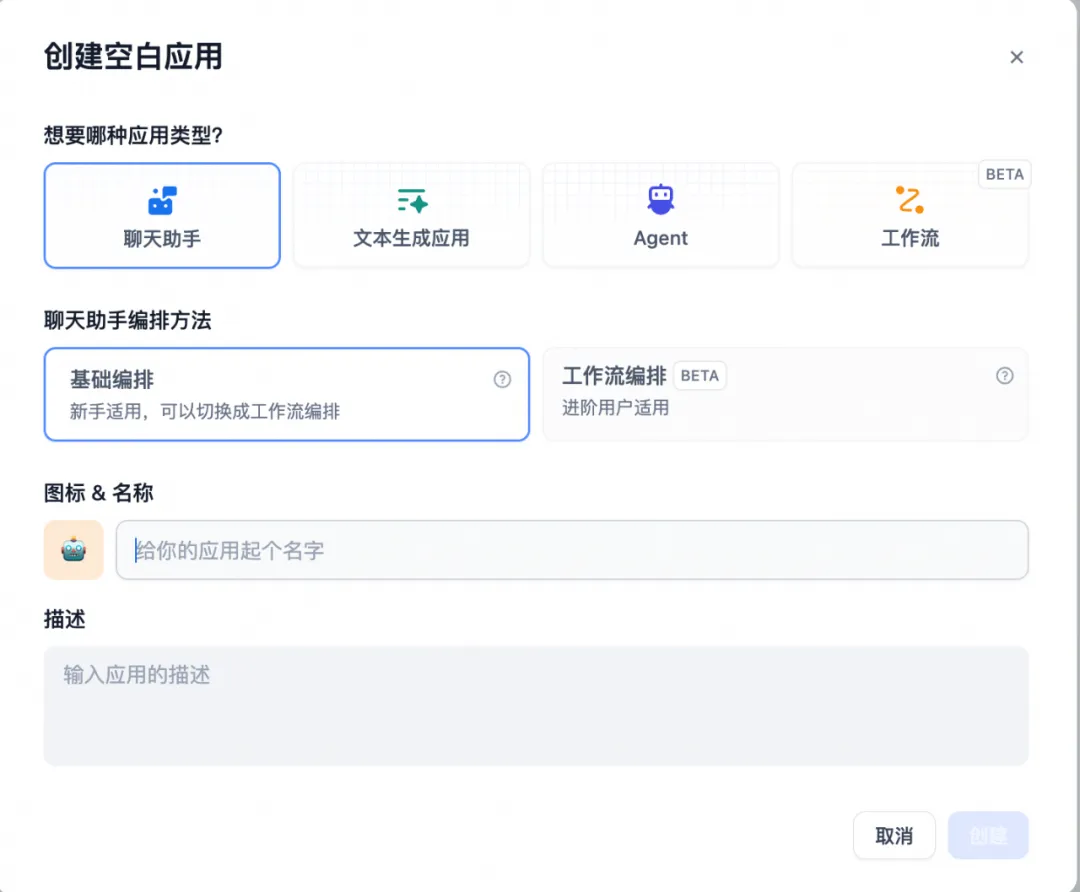 创建空白应用
想要哪种应用类型?
BETA
聊天助手
文本生成应用
Agent
工作流
聊天助手编排方法
基础编排
新手适用，可以切换成工作流编排
工作流编排 BETA
进阶用户适用
图标 & 名称
给你的应用起个名字
描述
输入应用的描述
取消
创建